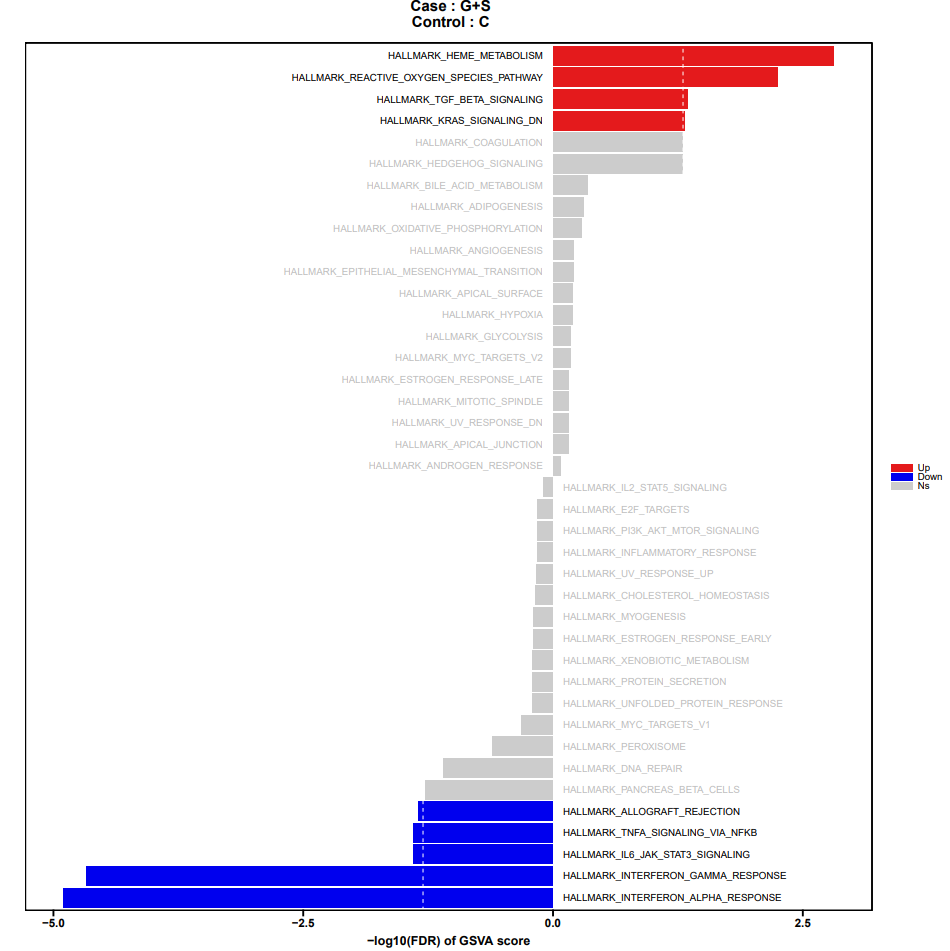 Case : G+S
Control : C
HALLMARK_HEME_METABOLISM
HALLMARK_REACTIVE_OXYGEN_SPECIES_PATHWAY
HALLMARK_TGF_BETA_SIGNALING
HALLMARK_KRAS_SIGNALING_DN
HALLMARK_COAGULATION
HALLMARK_HEDGEHOG_SIGNALING
HALLMARK_BILE_ACID_METABOLISM
HALLMARK_ADIPOGENESIS
HALLMARK_OXIDATIVE_PHOSPHORYLATION
HALLMARK_ANGIOGENESIS
HALLMARK_EPITHELIAL_MESENCHYMAL_TRANSITION
HALLMARK_APICAL_SURFACE
HALLMARK_HYPOXIA
HALLMARK_GLYCOLYSIS
HALLMARK_MYC_TARGETS_V2
HALLMARK_ESTROGEN_RESPONSE_LATE
HALLMARK_MITOTIC_SPINDLE
HALLMARK_UV_RESPONSE_DN
HALLMARK_APICAL_JUNCTION
HALLMARK_ANDROGEN_RESPONSE
HALLMARK_IL2_STAT5_SIGNALING
HALLMARK_E2F_TARGETS
HALLMARK_PI3K_AKT_MTOR_SIGNALING
HALLMARK_INFLAMMATORY_RESPONSE
HALLMARK_UV_RESPONSE_UP
HALLMARK_CHOLESTEROL_HOMEOSTASIS
HALLMARK_MYOGENESIS
HALLMARK_ESTROGEN_RESPONSE_EARLY
HALLMARK_XENOBIOTIC_METABOLISM
HALLMARK_PROTEIN_SECRETION
HALLMARK_UNFOLDED_PROTEIN_RESPONSE
HALLMARK_MYC_TARGETS_V1
HALLMARK_PEROXISOME
HALLMARK_DNA_REPAIR
HALLMARK_PANCREAS_BETA_CELLS
HALLMARK_ALLOGRAFT_REJECTION
HALLMARK_TNFA_SIGNALING_VIA_NFKB
HALLMARK_IL6_JAK_STAT3_SIGNALING
HALLMARK_INTERFERON_GAMMA_RESPONSE
HALLMARK_INTERFERON_ALPHA_RESPONSE
−5.0 −2.5 0.0 2.5
−log10(FDR) of GSVA score
Up
Down
Ns